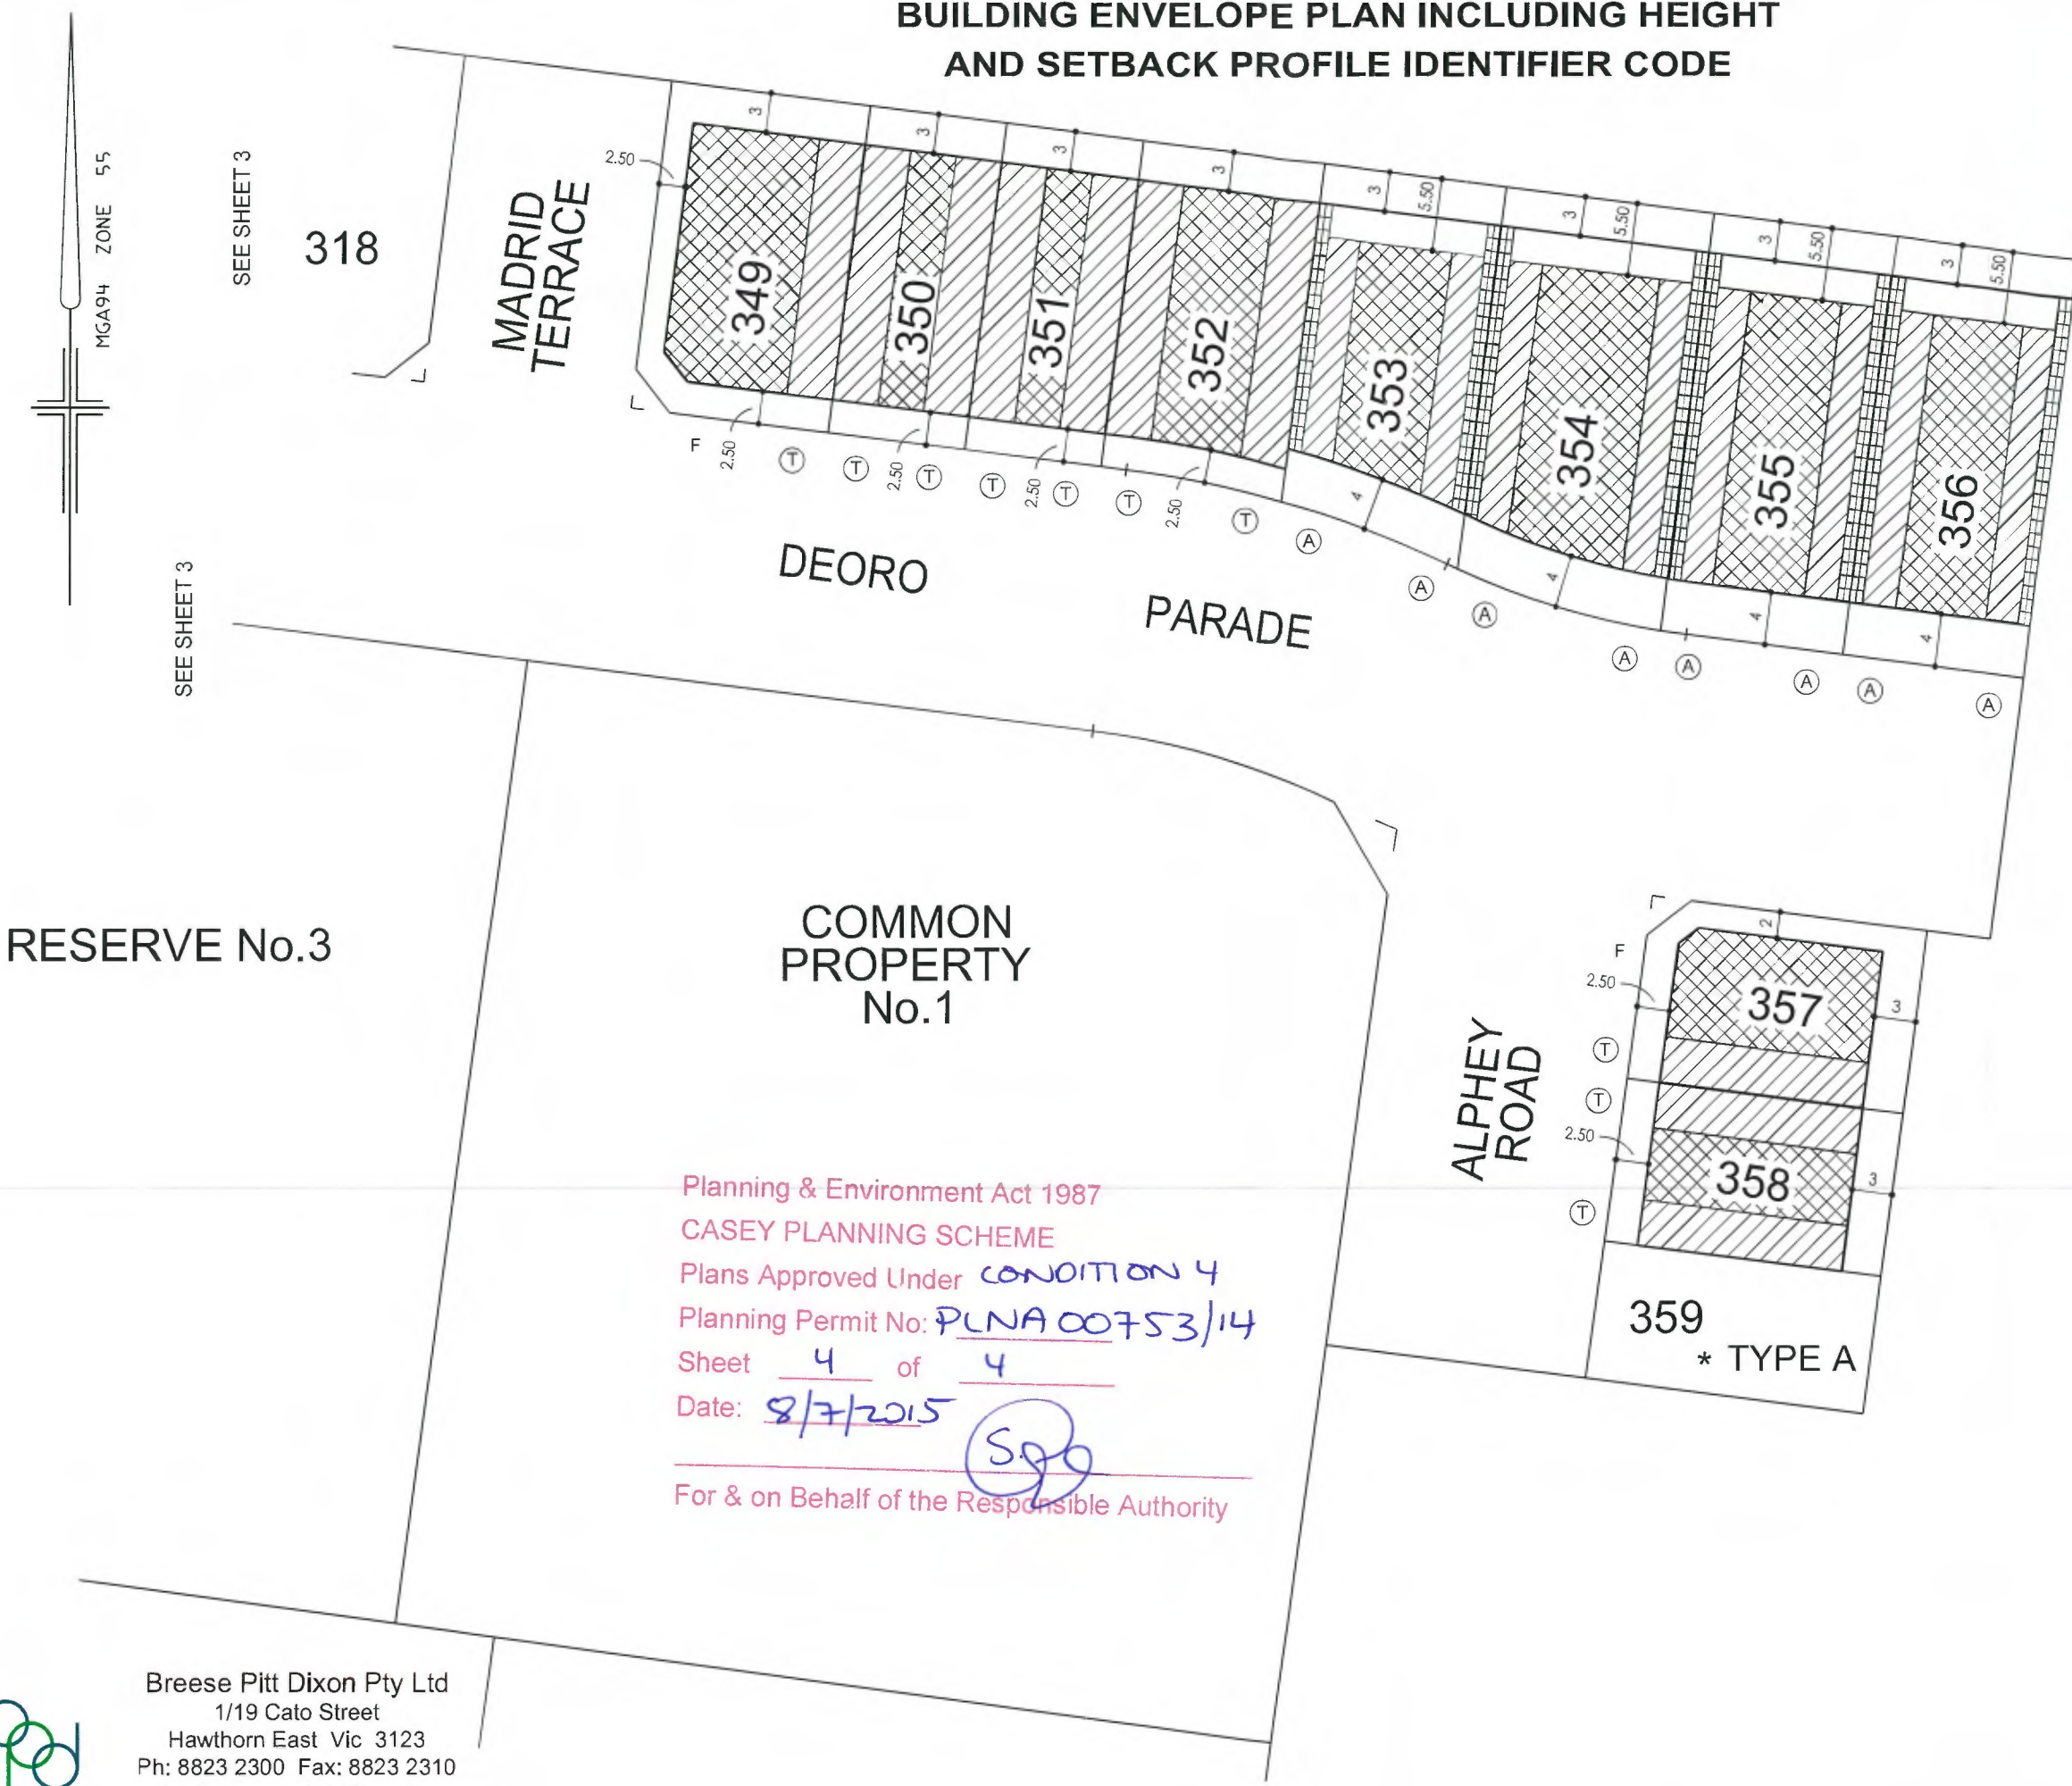 BUILDING ENVELOPE PLAN INCLUDING HEIGHT
AND SETBACK PROFILE IDENTIFIER CODE
MGA94 ZONE 55
SEE SHEET 3
318
MADRID
TERRACE
2.50
3
3
3
3
3
5.50
3
5.50
3
5.50
3
5.50
349
350
351
352
353
354
355
356
F
2.50
T
T
2.50
T
T
2.50
T
T
2.50
T
A
4
A
A
4
A
A
4
A
A
4
A
SEE SHEET 3
DEORO
PARADE
RESERVE No.3
COMMON
PROPERTY
No.1
ALPHEY
ROAD
2
F
2.50
357
3
T
T
2.50
358
3
T
359
* TYPE A
Planning & Environment Act 1987
CASEY PLANNING SCHEME
Plans Approved Under CONDITION 4
Planning Permit No: PLNA00753/14
Sheet 4 of 4
Date: 8/7/2015
For & on Behalf of the Responsible Authority
Breese Pitt Dixon Pty Ltd
1/19 Cato Street
Hawthorn East Vic 3123
Ph: 8823 2300 Fax: 8823 2310